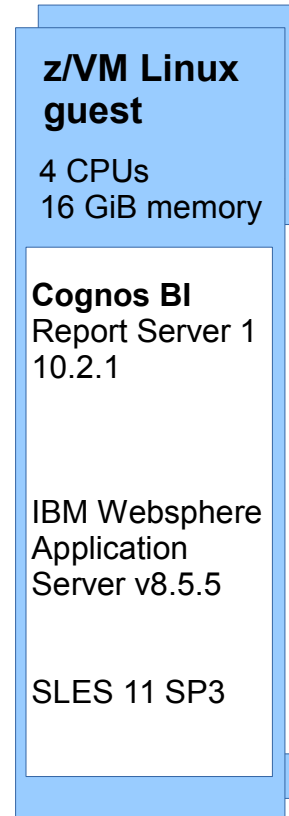 z/VM Linux
guest
4 CPUs
16 GiB memory
Cognos BI
Report Server 1
10.2.1
IBM Websphere
Application
Server v8.5.5
SLES 11 SP3